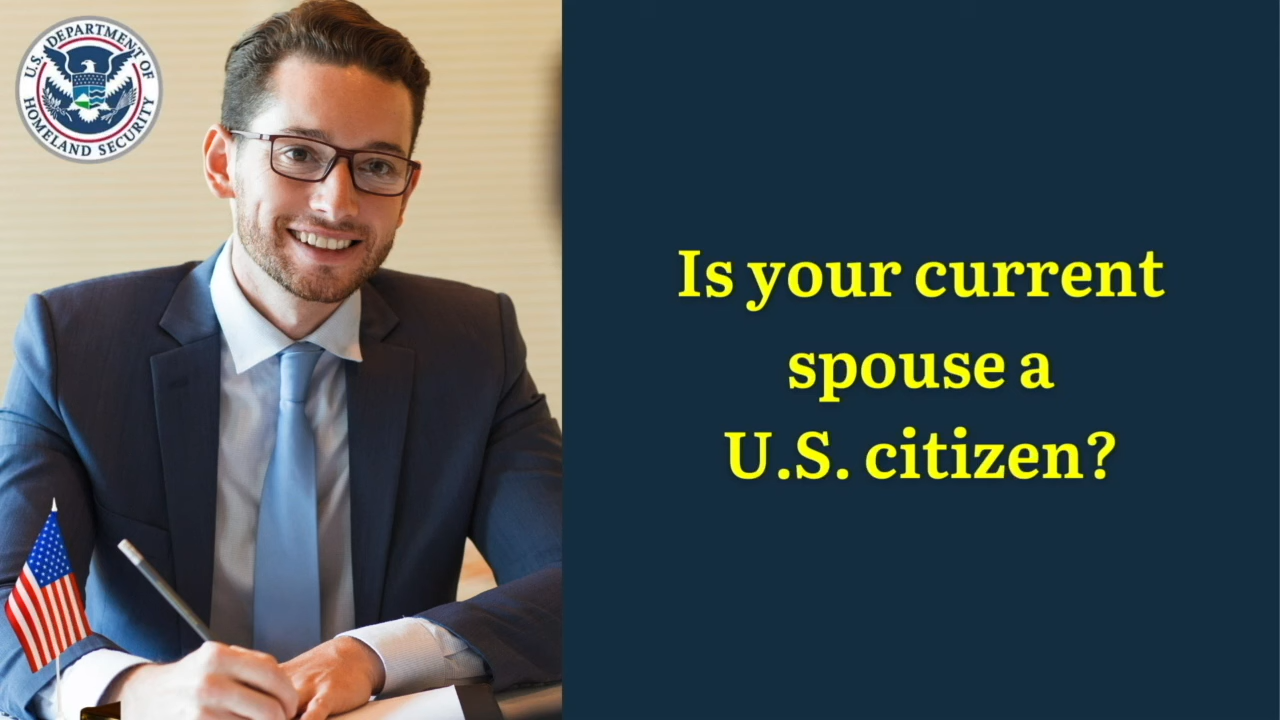 U.S. DEPARTMENT OF
HOMELAND SECURITY
Is your current
spouse a
U.S. citizen?